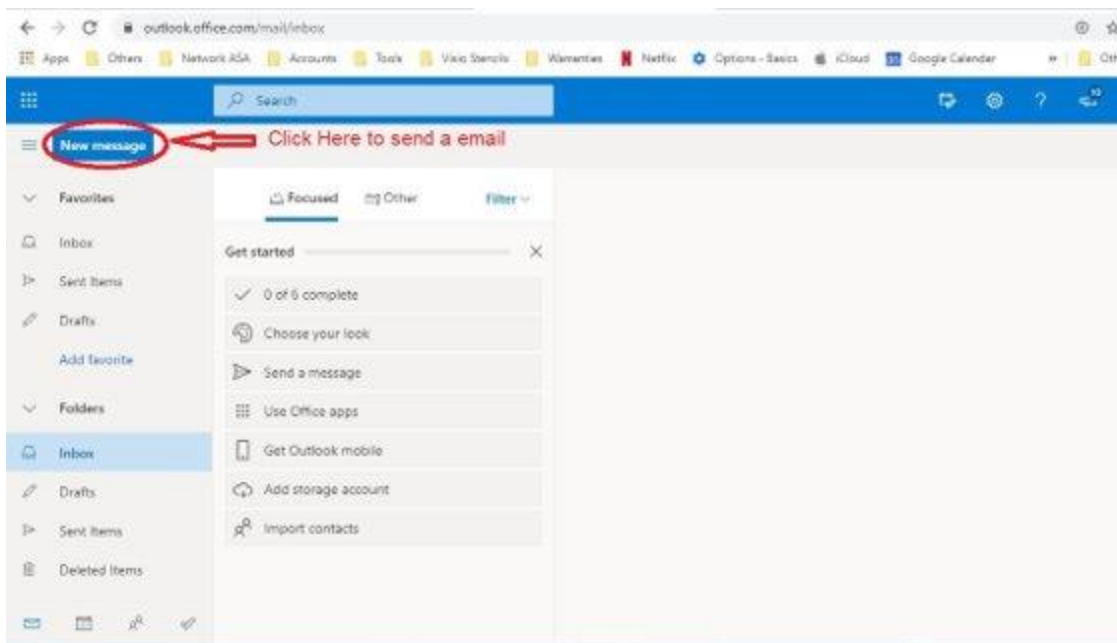 outlook.office.com/mail/inbox
Apps Others Network ASA Accounts Tools Visio Stencils Warranties Netflix Options - Basics iCloud Google Calendar » Oth
Search
?
New message Click Here to send a email
Favorites
Focused Other Filter
Inbox
Get started
Sent Items
0 of 6 complete
Drafts
Choose your look
Add favorite
Send a message
Folders
Use Office apps
Inbox
Get Outlook mobile
Drafts
Add storage account
Sent Items
Import contacts
Deleted Items